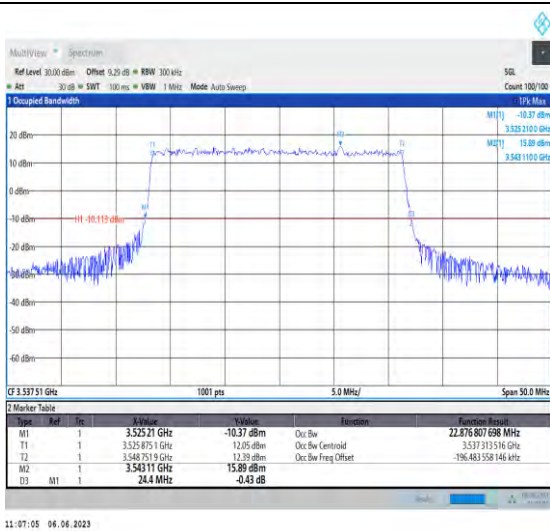 MultiView Spectrum
Ref Level 30.00 dBm Offset 9.29 dB RBW 300 kHz SGL
Att 30 dB SWT 100 ms VBW 1 MHz Mode Auto Sweep Count 100/100
1 Occupied Bandwidth 1Pk Max
M1[1] -10.37 dBm
3.525 2100 GHz
20 dBm M2[1] 15.89 dBm
3.543 1100 GHz
T1 M2 T2
10 dBm
0 dBm
M1
-10 dBm H1 -10.113 dBm
D3
-20 dBm
-40 dBm
-50 dBm
-60 dBm
CF 3.537 51 GHz 1001 pts 5.0 MHz/ Span 50.0 MHz
2 Marker Table
Type Ref Trc X-Value Y-Value Function Function Result
M1 1 3.525 21 GHz -10.37 dBm Occ Bw 22.876 807 698 MHz
T1 1 3.525 875 1 GHz 12.05 dBm Occ Bw Centroid 3.537 313 516 GHz
T2 1 3.548 751 9 GHz 12.39 dBm Occ Bw Freq Offset -196.483 558 146 kHz
M2 1 3.543 11 GHz 15.89 dBm
D3 M1 1 24.4 MHz -0.43 dB
11:07:05 06.06.2023